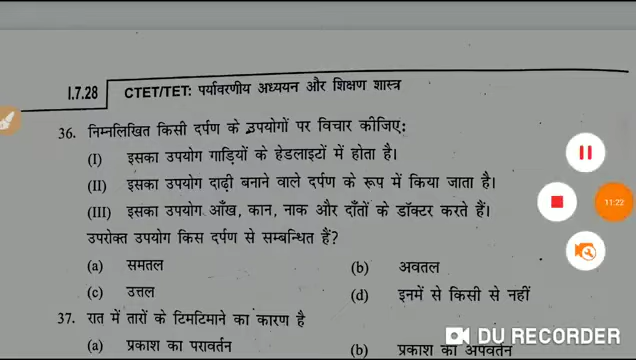 I.7.28 CTET/TET: पर्यावरणीय अध्ययन और शिक्षण शास्त्र
36. निम्नलिखित किसी दर्पण के उपयोगों पर विचार कीजिए:
(I) इसका उपयोग गाड़ियों के हेडलाइटों में होता है।
(II) इसका उपयोग दाढ़ी बनाने वाले दर्पण के रूप में किया जाता है।
(III) इसका उपयोग आँख, कान, नाक और दाँतों के डॉक्टर करते हैं।
उपरोक्त उपयोग किस दर्पण से सम्बन्धित हैं?
(a) समतल (b) अवतल
(c) उत्तल (d) इनमें से किसी से नहीं
37. रात में तारों के टिमटिमाने का कारण है
(a) प्रकाश का परावर्तन (b) प्रकाश का अपवर्तन
11:22
DU RECORDER